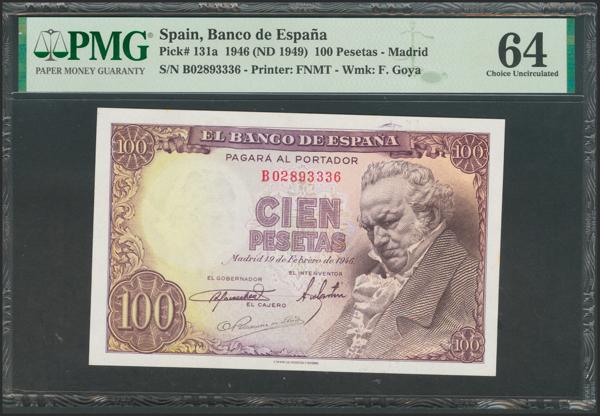 PMG
PAPER MONEY GUARANTY
Spain, Banco de España
Pick# 131a 1946 (ND 1949) 100 Pesetas - Madrid
S/N B02893336 - Printer: FNMT - Wmk: F. Goya
64
Choice Uncirculated
EL BANCO DE ESPAÑA
100
100
PAGARÁ AL PORTADOR
B02893336
CIEN
PESETAS
Madrid 19 de Febrero de 1946
EL GOBERNADOR
EL INTERVENTOR
EL CAJERO
100
100